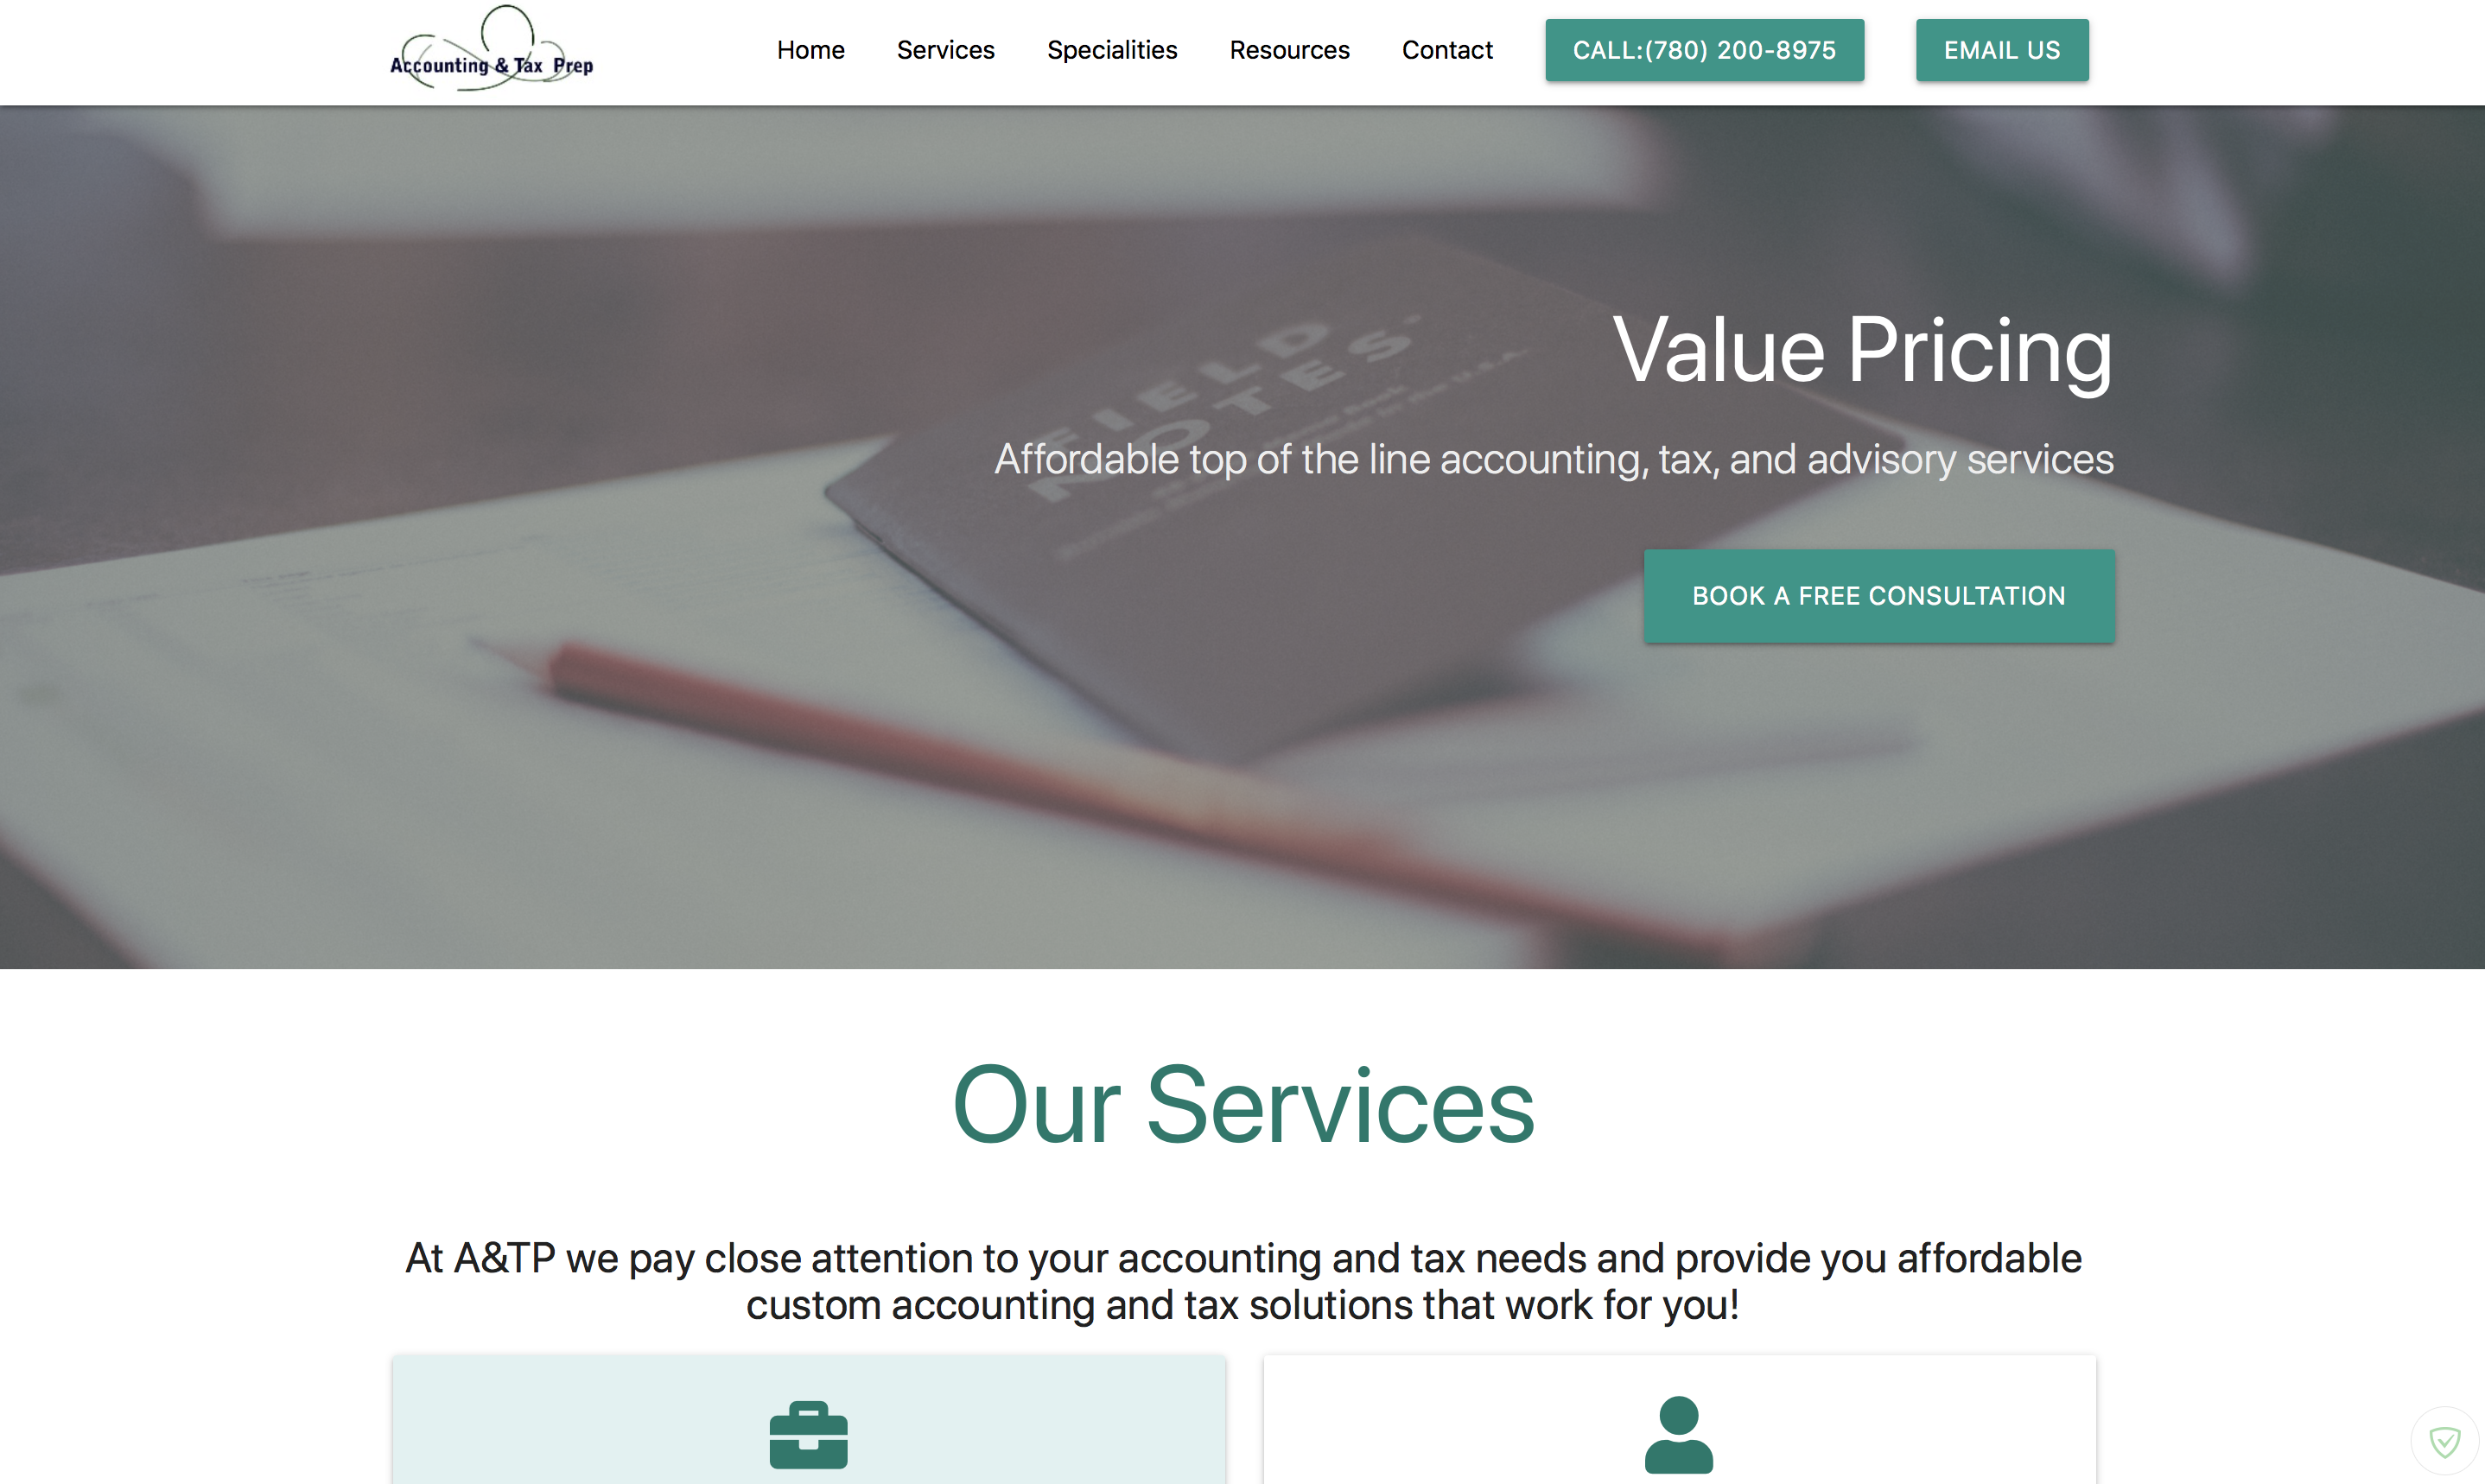 Accounting & Tax Prep
Home Services Specialities Resources Contact CALL:(780) 200-8975 EMAIL US
FIELD
NOTES
Value Pricing
Affordable top of the line accounting, tax, and advisory services
BOOK A FREE CONSULTATION
Our Services
At A&TP we pay close attention to your accounting and tax needs and provide you affordable
custom accounting and tax solutions that work for you!